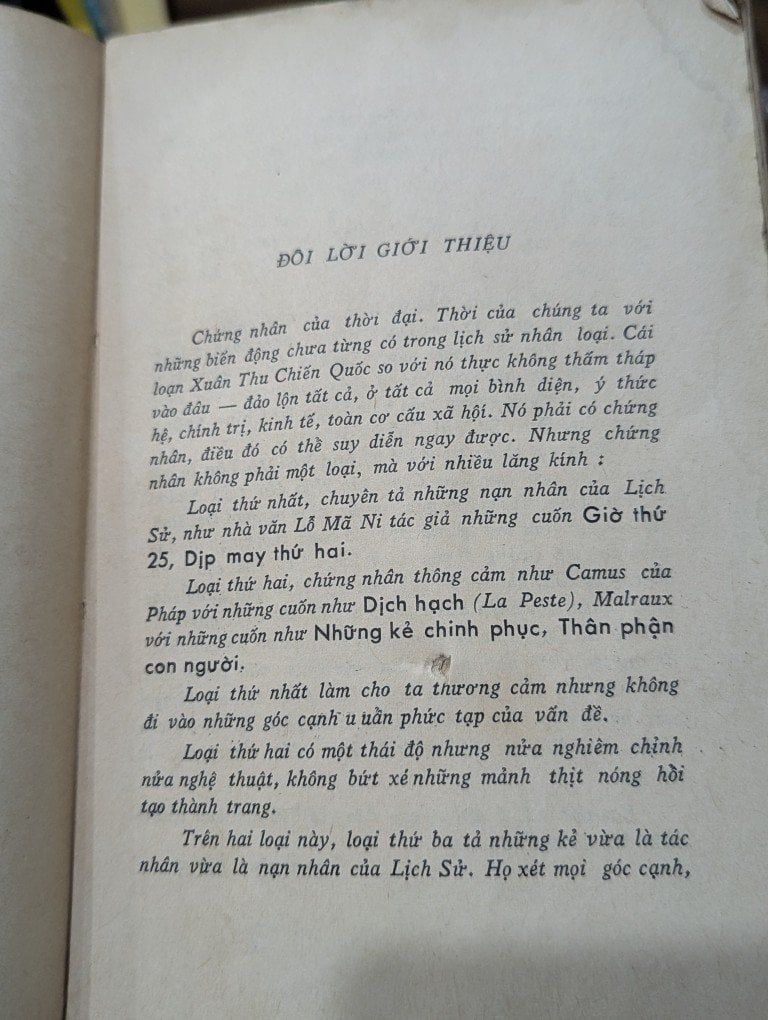 ĐÔI LỜI GIỚI THIỆU
Chứng nhân của thời đại. Thời của chúng ta với
những biến động chưa từng có trong lịch sử nhân loại. Cái
loạn Xuân Thu Chiến Quốc so với nó thực không thấm tháp
vào đâu — đảo lộn tất cả, ở tất cả mọi bình diện, ý thức
hệ, chính trị, kinh tế, toàn cơ cấu xã hội. Nó phải có chứng
nhân, điều đó có thể suy diễn ngay được. Nhưng chứng
nhân không phải một loại, mà với nhiều lăng kính :
Loại thứ nhất, chuyên tả những nạn nhân của Lịch
Sử, như nhà văn Lỗ Mã Ni tác giả những cuốn Giờ thứ
25, Dịp may thứ hai.
Loại thứ hai, chứng nhân thông cảm như Camus của
Pháp với những cuốn như Dịch hạch (La Peste), Malraux
với những cuốn như Những kẻ chinh phục, Thân phận
con người.
Loại thứ nhất làm cho ta thương cảm nhưng không
đi vào những góc cạnh u uẩn phức tạp của vấn đề.
Loại thứ hai có một thái độ nhưng nửa nghiêm chỉnh
nửa nghệ thuật, không bứt xé những mảnh thịt nóng hồi
tạo thành trang.
Trên hai loại này, loại thứ ba tả những kẻ vừa là tác
nhân vừa là nạn nhân của Lịch Sử. Họ xét mọi góc cạnh,